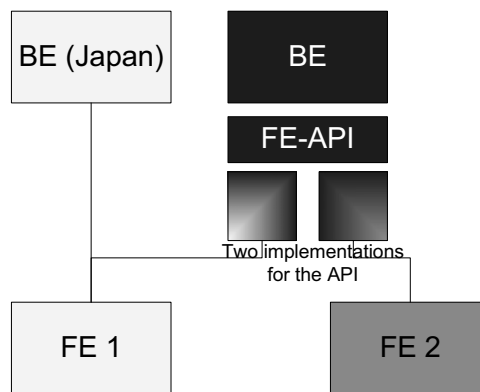 BE (Japan)
BE
FE-API
Two implementations
for the API
FE 1
FE 2